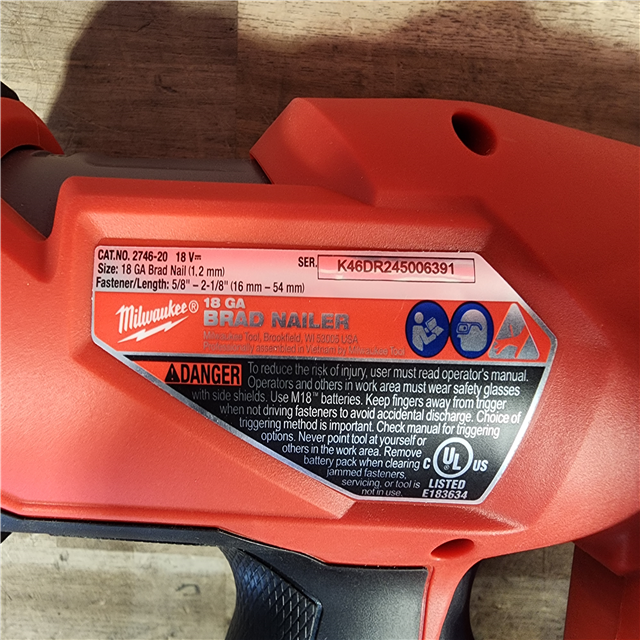 CAT.NO. 2746-20 18 V⎓
SER. K46DR245006391
Size: 18 GA Brad Nail (1,2 mm)
Fastener/Length: 5/8" – 2-1/8" (16 mm – 54 mm)
Milwaukee®
18 GA
BRAD NAILER
Milwaukee Tool, Brookfield, WI 53005 USA
Professionally assembled in Vietnam by Milwaukee
⚠DANGER
To reduce the risk of injury, user must read operator's manual.
Operators and others in work area must wear safety glasses
with side shields. Use M18™ batteries. Keep fingers away from trigger
when not driving fasteners to avoid accidental discharge. Choice of
triggering method is important. Check manual for triggering
options. Never point tool at yourself or
others in the work area. Remove
battery pack when clearing
jammed fasteners,
servicing, or tool is
not in use.
C UL US
LISTED
E183634